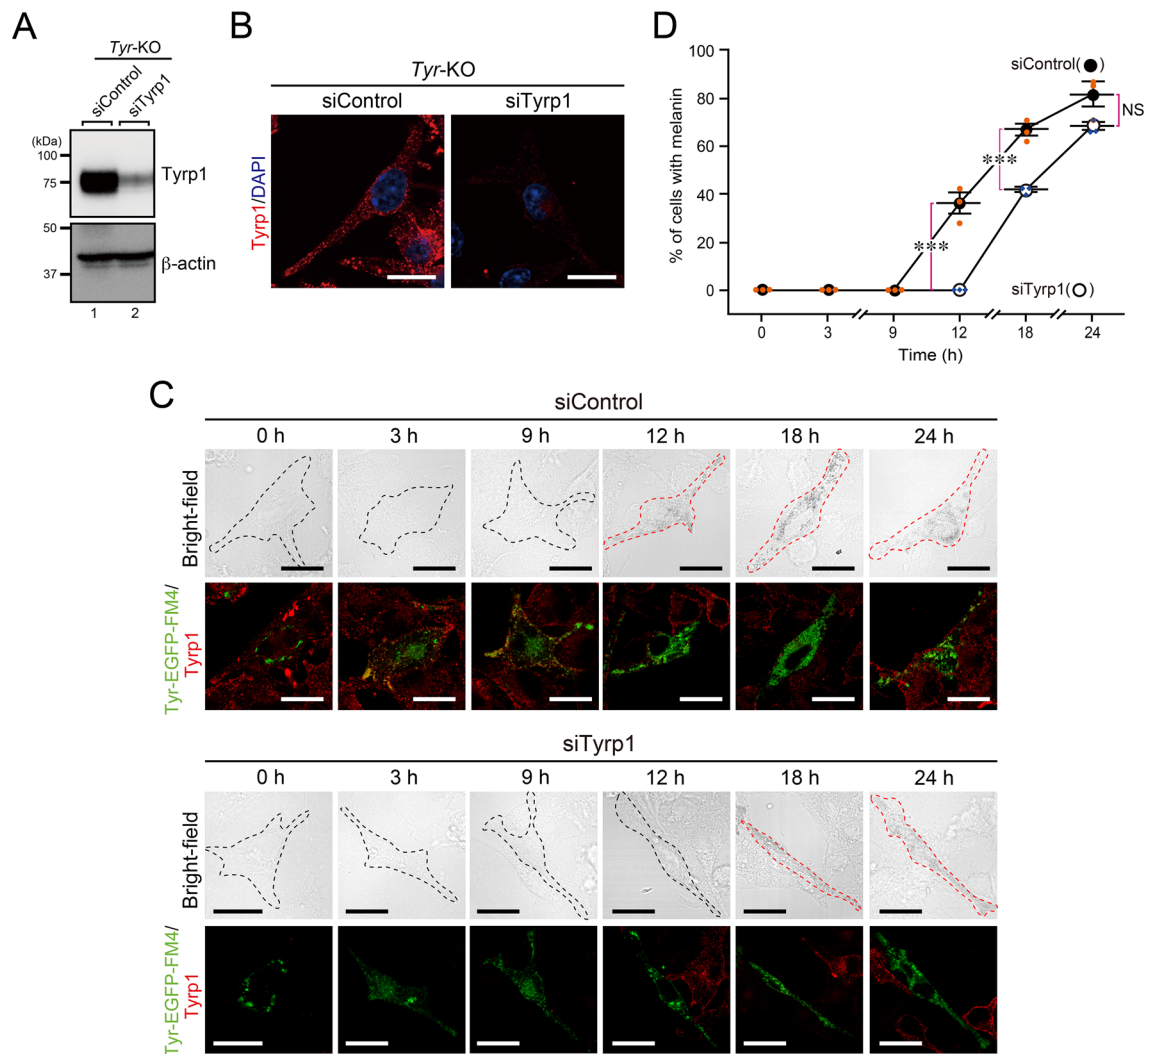 A
Tyr-KO
siControl
siTyrp1
(kDa)
100
75
Tyrp1
50
37
β-actin
1 2
B
Tyr-KO
siControl siTyrp1
Tyrp1/DAPI
D
% of cells with melanin
100
80
60
40
20
0
siControl( )
NS
***
***
siTyrp1( )
0 3 9 12 18 24
Time (h)
C
siControl
0 h 3 h 9 h 12 h 18 h 24 h
Bright-field
Tyr-EGFP-FM4/
Tyrp1
siTyrp1
0 h 3 h 9 h 12 h 18 h 24 h
Bright-field
Tyr-EGFP-FM4/
Tyrp1